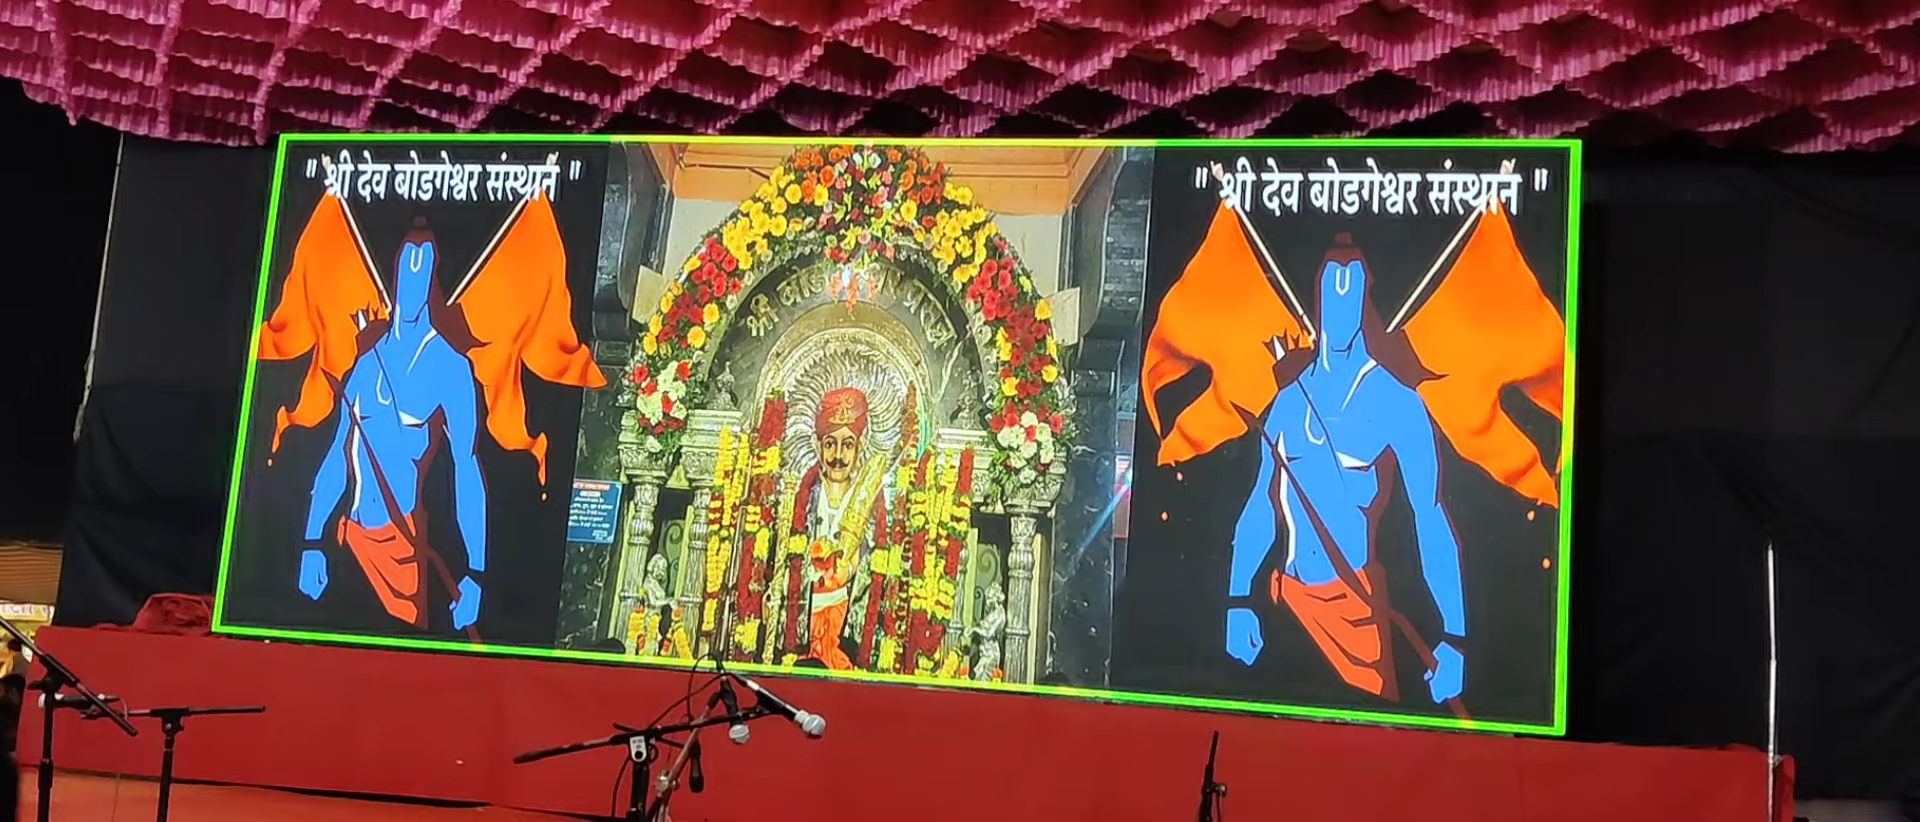 " श्री देव बोडगेश्वर संस्थान "
" श्री देव बोडगेश्वर संस्थान "
श्री